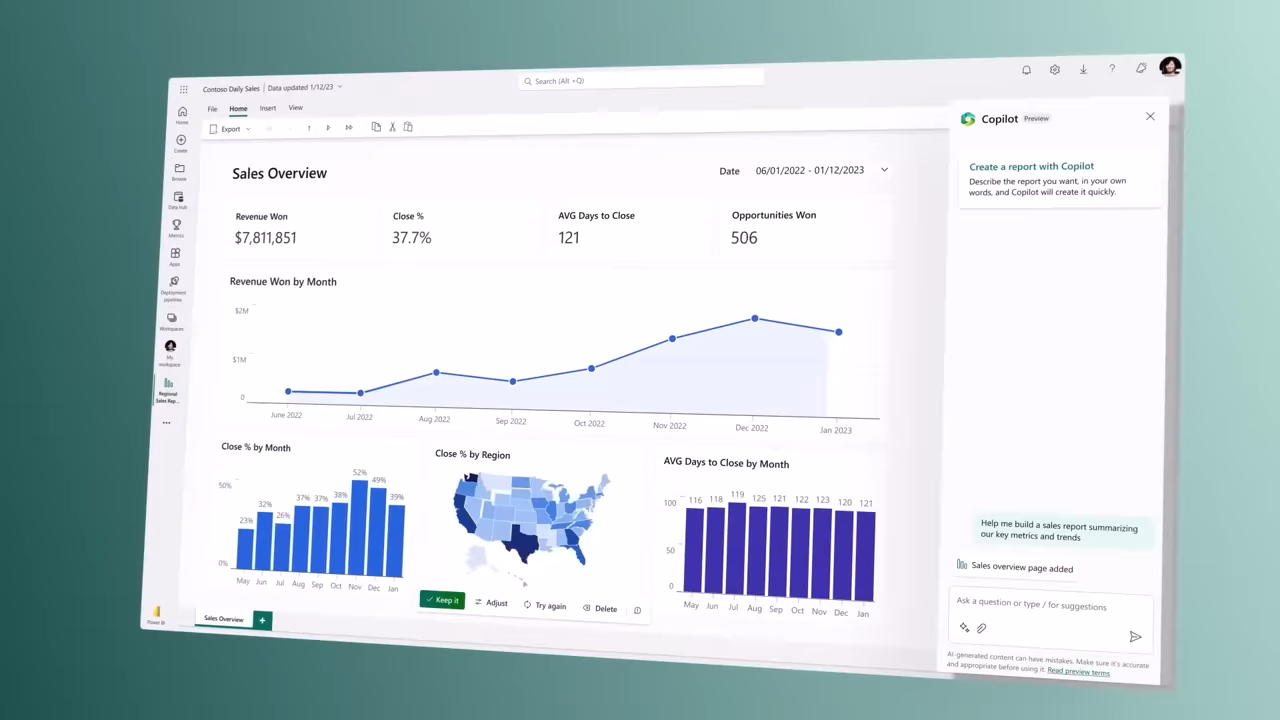 Contoso Daily Sales | Data updated 1/12/23
Search (Alt +Q)
File Home Insert View
Export
Home
Create
Browse
Data hub
Metrics
Apps
Deployment
pipelines
Workspaces
My
workspace
Regional
Sales Rep...
Power BI
Sales Overview
Date 06/01/2022 - 01/12/2023
Revenue Won
$7,811,851
Close %
37.7%
AVG Days to Close
121
Opportunities Won
506
Revenue Won by Month
$2M
$1M
0
June 2022 Jul 2022 Aug 2022 Sep 2022 Oct 2022 Nov 2022 Dec 2022 Jan 2023
Close % by Month
50%
0%
23% 32% 26% 37% 37% 38% 52% 49% 39%
May Jun Jul Aug Sep Oct Nov Dec Jan
Close % by Region
Keep it Adjust Try again Delete
AVG Days to Close by Month
100
50
0
116 118 119 125 121 122 123 120 121
May Jun Jul Aug Sep Oct Nov Dec Jan
Sales Overview
Copilot Preview
Create a report with Copilot
Describe the report you want, in your own
words, and Copilot will create it quickly.
Help me build a sales report summarizing
our key metrics and trends
Sales overview page added
Ask a question or type / for suggestions
AI-generated content can have mistakes. Make sure it's accurate
and appropriate before using it. Read preview terms